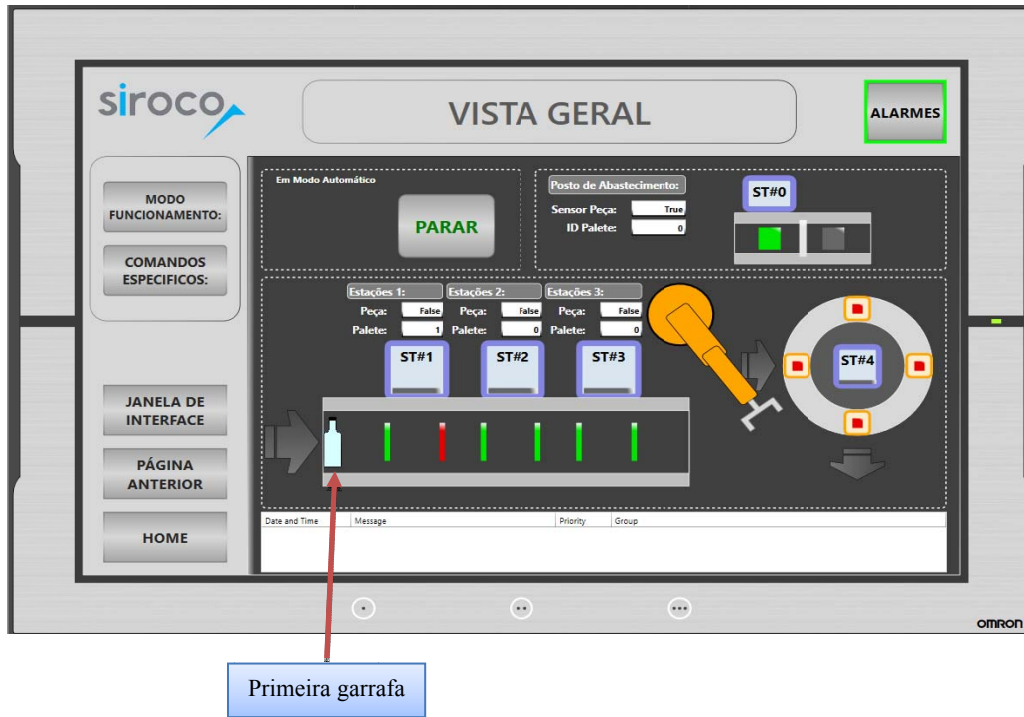 siroco
VISTA GERAL
ALARMES
MODO
FUNCIONAMENTO:
COMANDOS
ESPECIFICOS:
JANELA DE
INTERFACE
PÁGINA
ANTERIOR
HOME
Em Modo Automático
PARAR
Posto de Abastecimento:
Sensor Peça: True
ID Palete: 0
ST#0
Estações 1: Estações 2: Estações 3:
Peça: False Peça: False Peça: False
Palete: 1 Palete: 0 Palete: 0
ST#1 ST#2 ST#3
ST#4
Date and Time Message Priority Group
omron
Primeira garrafa